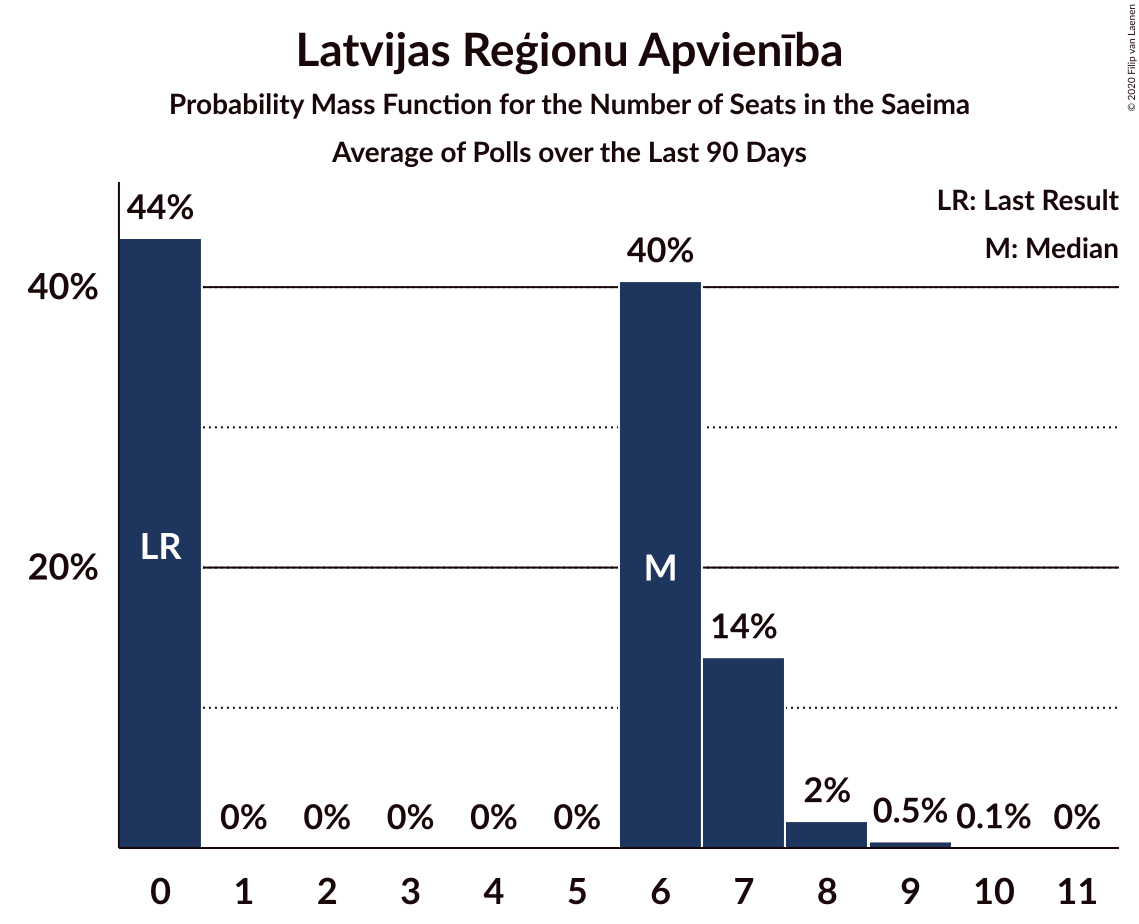 Latvijas Reģionu Apvienība
Probability Mass Function for the Number of Seats in the Saeima
Average of Polls over the Last 90 Days
© 2020 Filip van Laenen
LR: Last Result
M: Median
44%
40%
40%
LR
M
20%
14%
0% 0% 0% 0% 0% 2% 0.5% 0.1% 0%
0 1 2 3 4 5 6 7 8 9 10 11